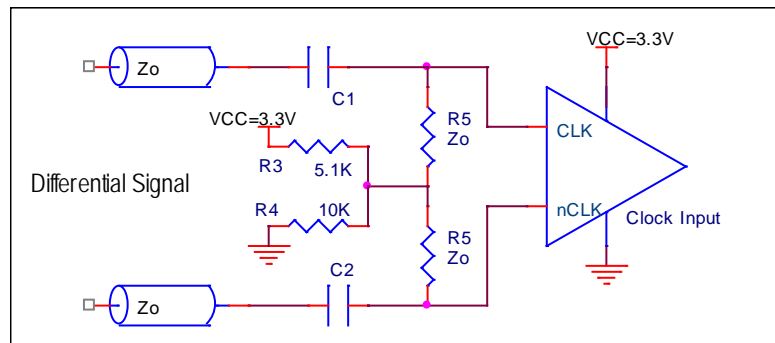 VCC=3.3V
Zo
C1
VCC=3.3V
R5
Zo
CLK
R3
5.1K
Differential Signal
R4
10K
nCLK
Clock Input
R5
Zo
C2
Zo